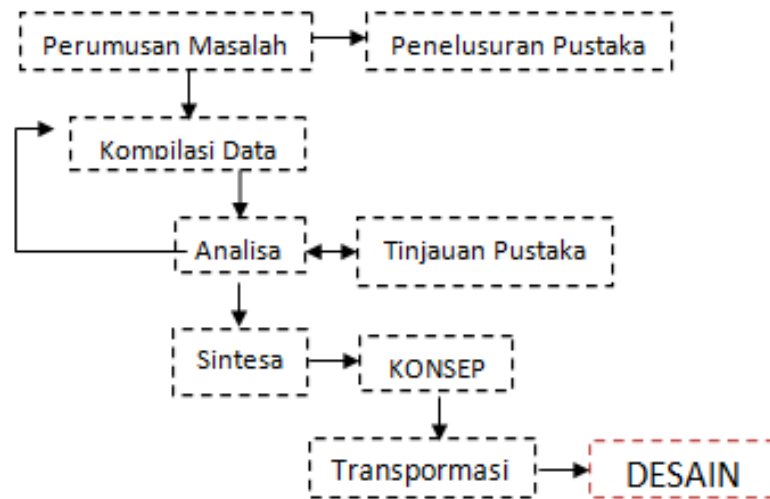 Perumusan Masalah
Penelusuran Pustaka
Kompilasi Data
Analisa
Tinjauan Pustaka
Sintesa
KONSEP
Transpormasi
DESAIN